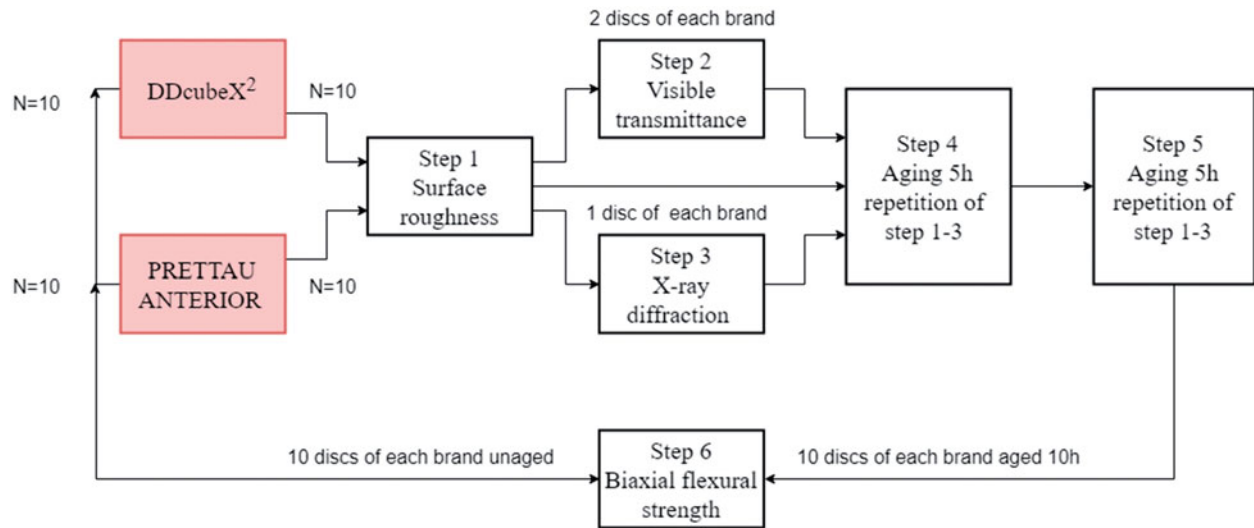 2 discs of each brand
N=10
DDcubeX²
N=10
Step 2
Visible
transmittance
Step 1
Surface
roughness
Step 4
Aging 5h
repetition of
step 1-3
Step 5
Aging 5h
repetition of
step 1-3
1 disc of each brand
N=10
PRETTAU
ANTERIOR
N=10
Step 3
X-ray
diffraction
10 discs of each brand unaged
Step 6
Biaxial flexural
strength
10 discs of each brand aged 10h